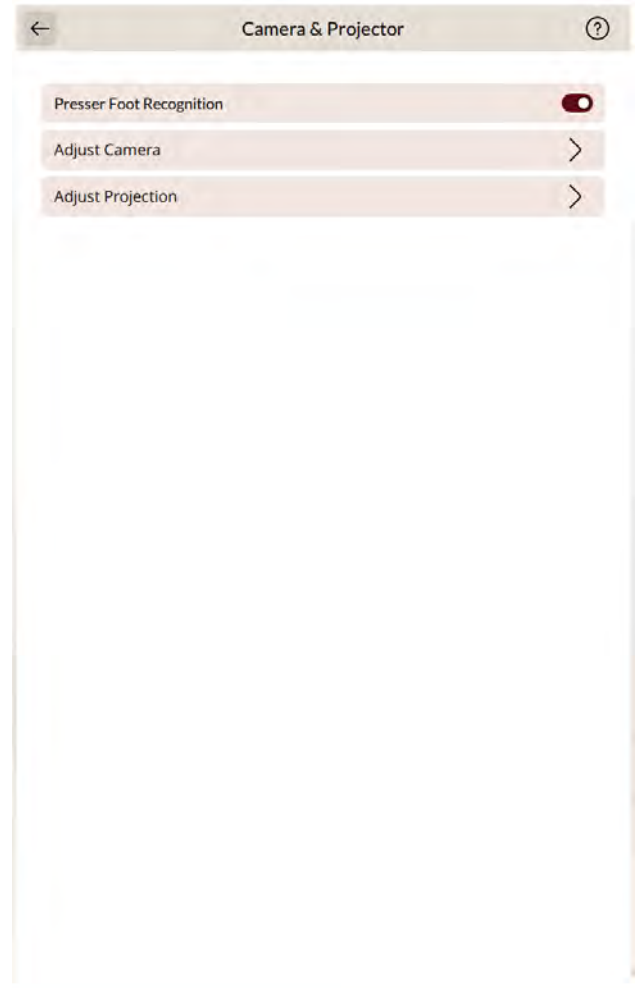 Camera & Projector
Presser Foot Recognition
Adjust Camera
Adjust Projection